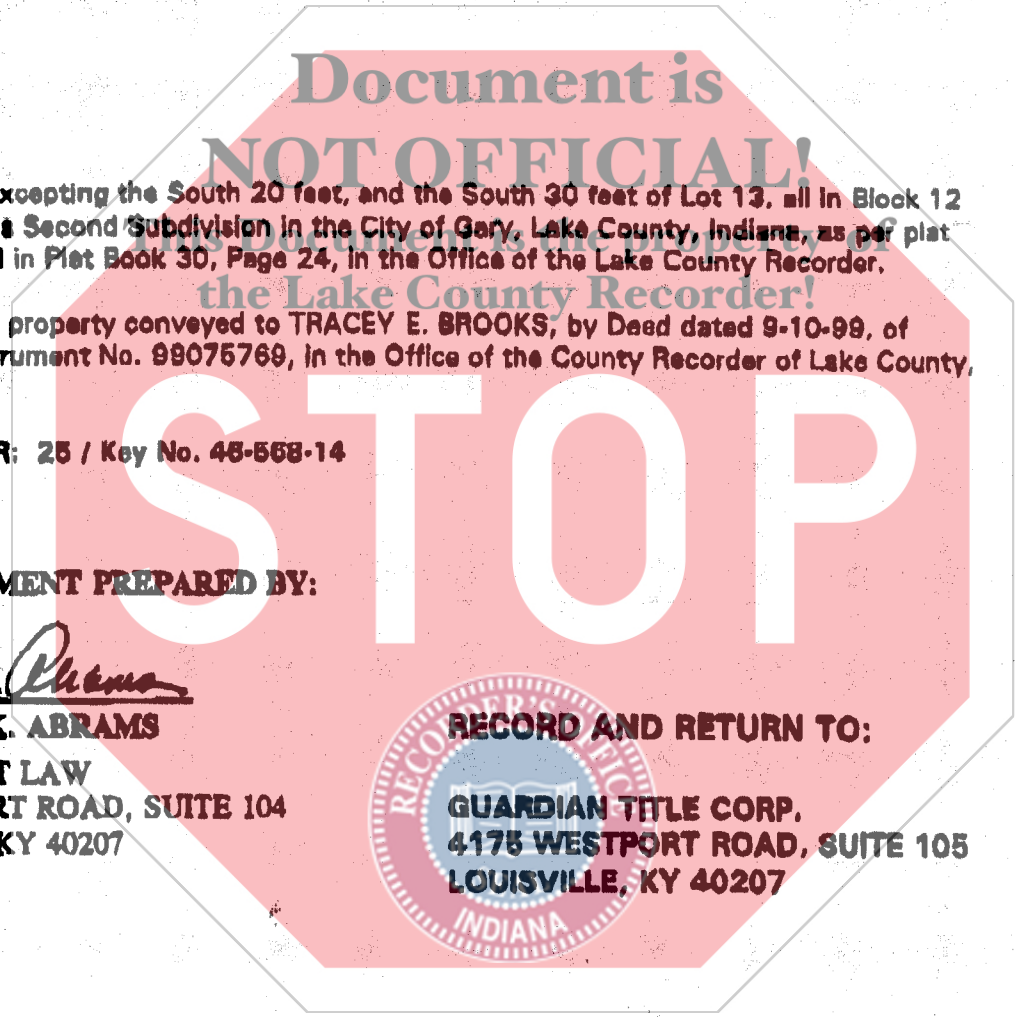 Document is
NOT OFFICIAL!
xcepting the South 20 feet, and the South 30 feet of Lot 13, all in Block 12
Second Subdivision in the City of Gary, Lake County, Indiana, as per plat
This Document is the property of
in Plat Book 30, Page 24, in the Office of the Lake County Recorder.
the Lake County Recorder!
property conveyed to TRACEY E. BROOKS, by Deed dated 9-10-99, of
rument No. 99075769, in the Office of the County Recorder of Lake County,
STOP
R: 25 / Key No. 46-568-14
MENT PREPARED BY:
K. ABRAMS
T LAW
RT ROAD, SUITE 104
KY 40207
RECORD AND RETURN TO:
GUARDIAN TITLE CORP.
4175 WESTPORT ROAD, SUITE 105
LOUISVILLE, KY 40207
RECORDER'S OFFICE
INDIANA